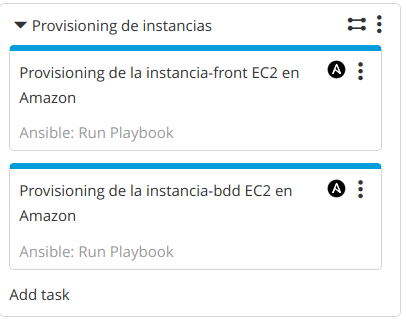 Provisioning de instancias
Provisioning de la instancia-front EC2 en
Amazon
Ansible: Run Playbook
Provisioning de la instancia-bdd EC2 en
Amazon
Ansible: Run Playbook
Add task